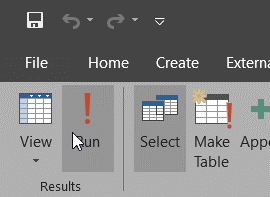 File Home Create Externa
View Run Select Make Table Appe
Results